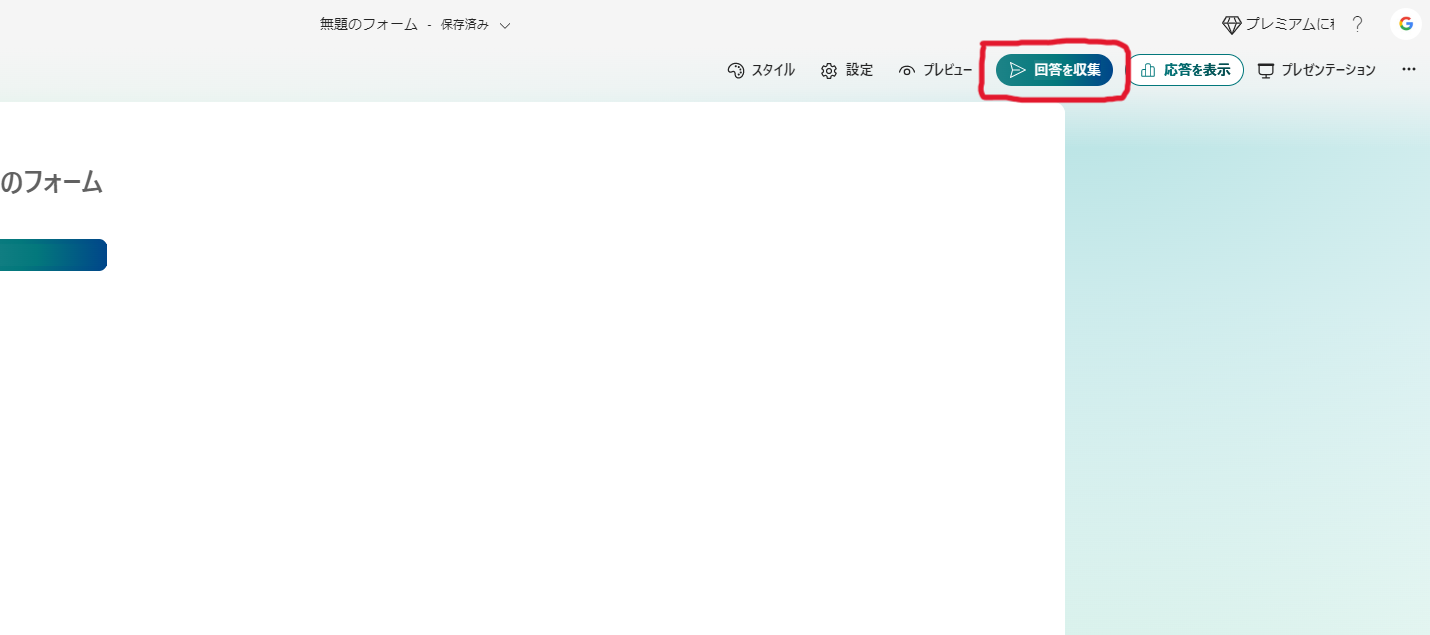 無題のフォーム - 保存済み
プレミアムに
?
スタイル 設定 プレビュー 回答を収集 応答を表示 プレゼンテーション ...
のフォーム